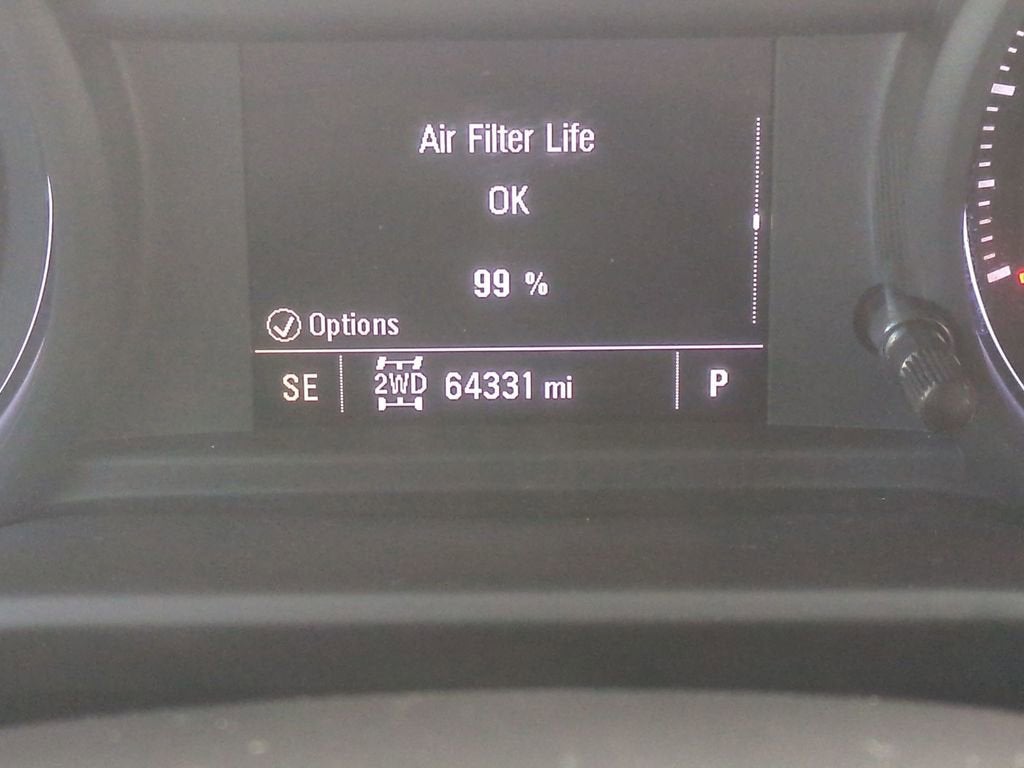 Air Filter Life
OK
99 %
Options
SE 2WD 64331 mi P